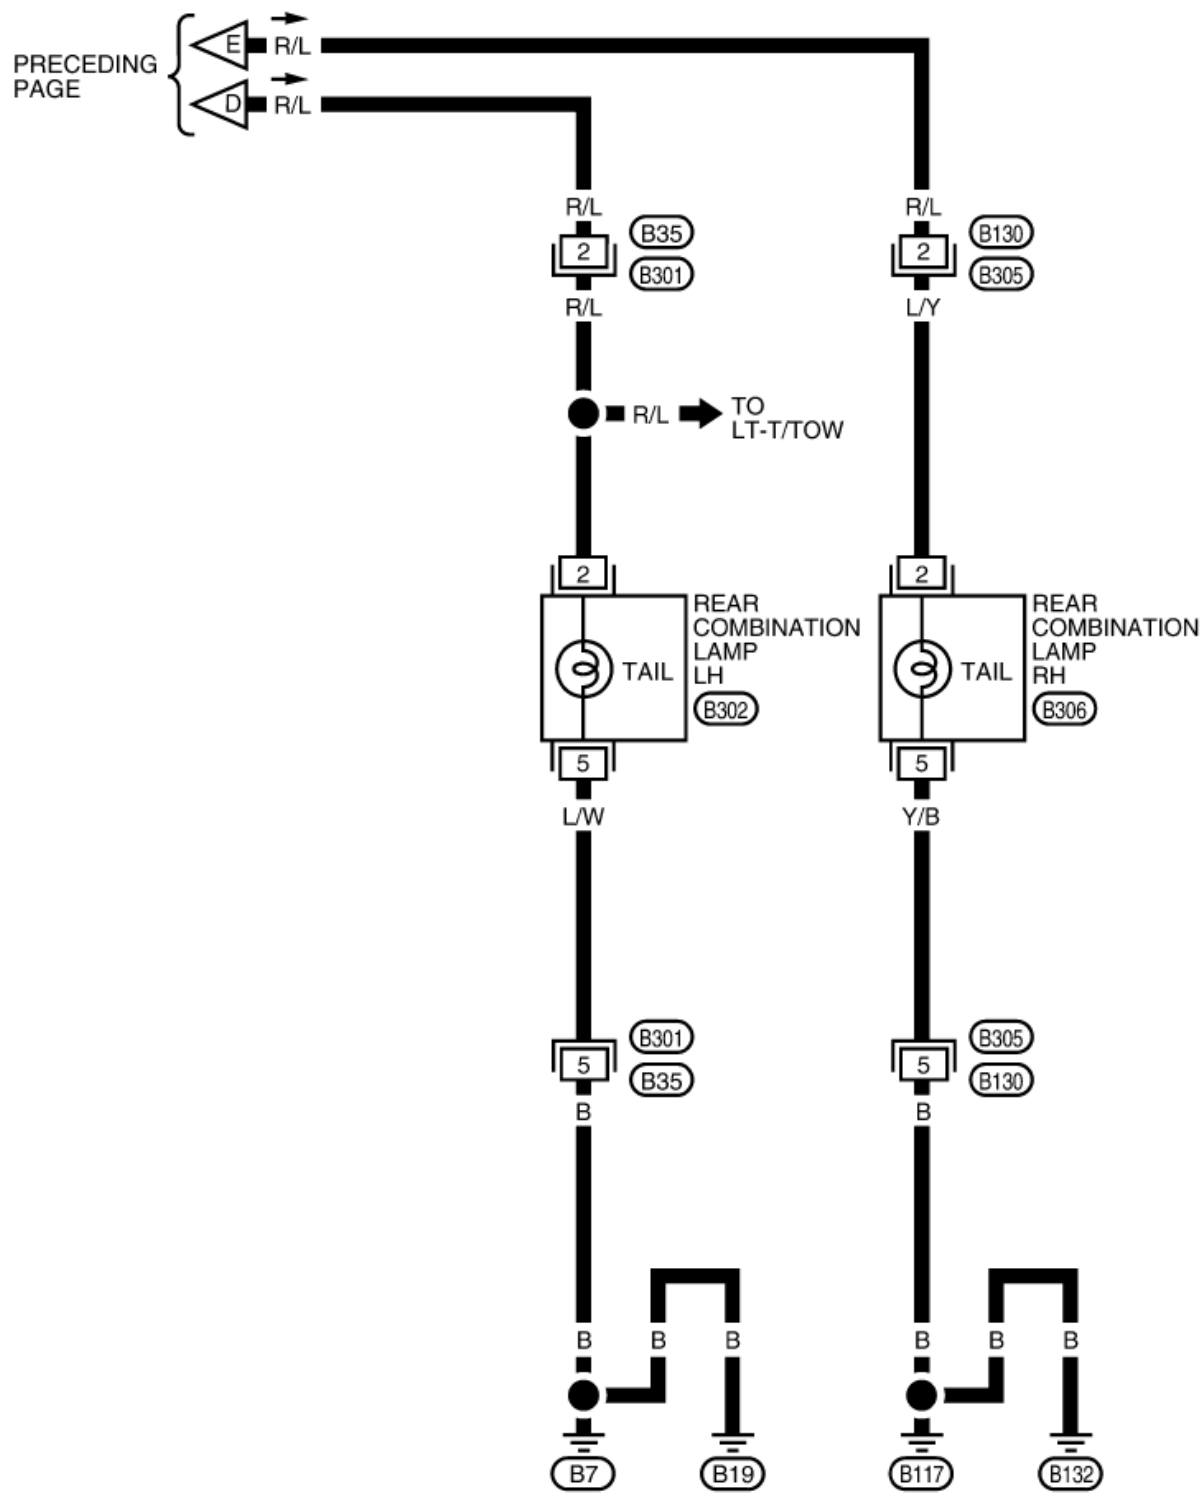 PRECEDING
PAGE
E R/L
D R/L
R/L R/L
2 B35 2 B130
B301 B305
R/L L/Y
R/L TO
LT-T/TOW
2 2
REAR REAR
COMBINATION COMBINATION
TAIL LAMP TAIL LAMP
LH RH
B302 B306
5 5
L/W Y/B
B301 B305
5 B35 5 B130
B B
B B B B B B
B7 B19 B117 B132